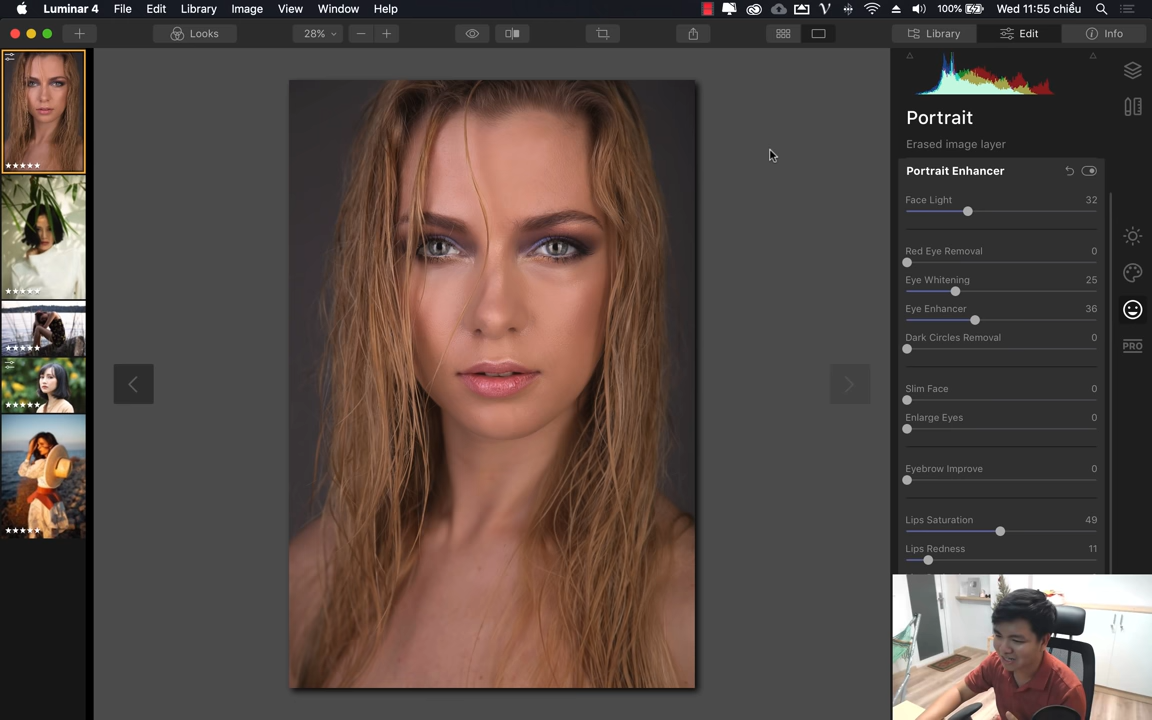 Luminar 4 File Edit Library Image View Window Help 100% Wed 11:55 chiều
Looks 28% Library Edit Info
Portrait
Erased image layer
Portrait Enhancer
Face Light 32
Red Eye Removal 0
Eye Whitening 25
Eye Enhancer 36
Dark Circles Removal 0
PRO
Slim Face 0
Enlarge Eyes 0
Eyebrow Improve 0
Lips Saturation 49
Lips Redness 11